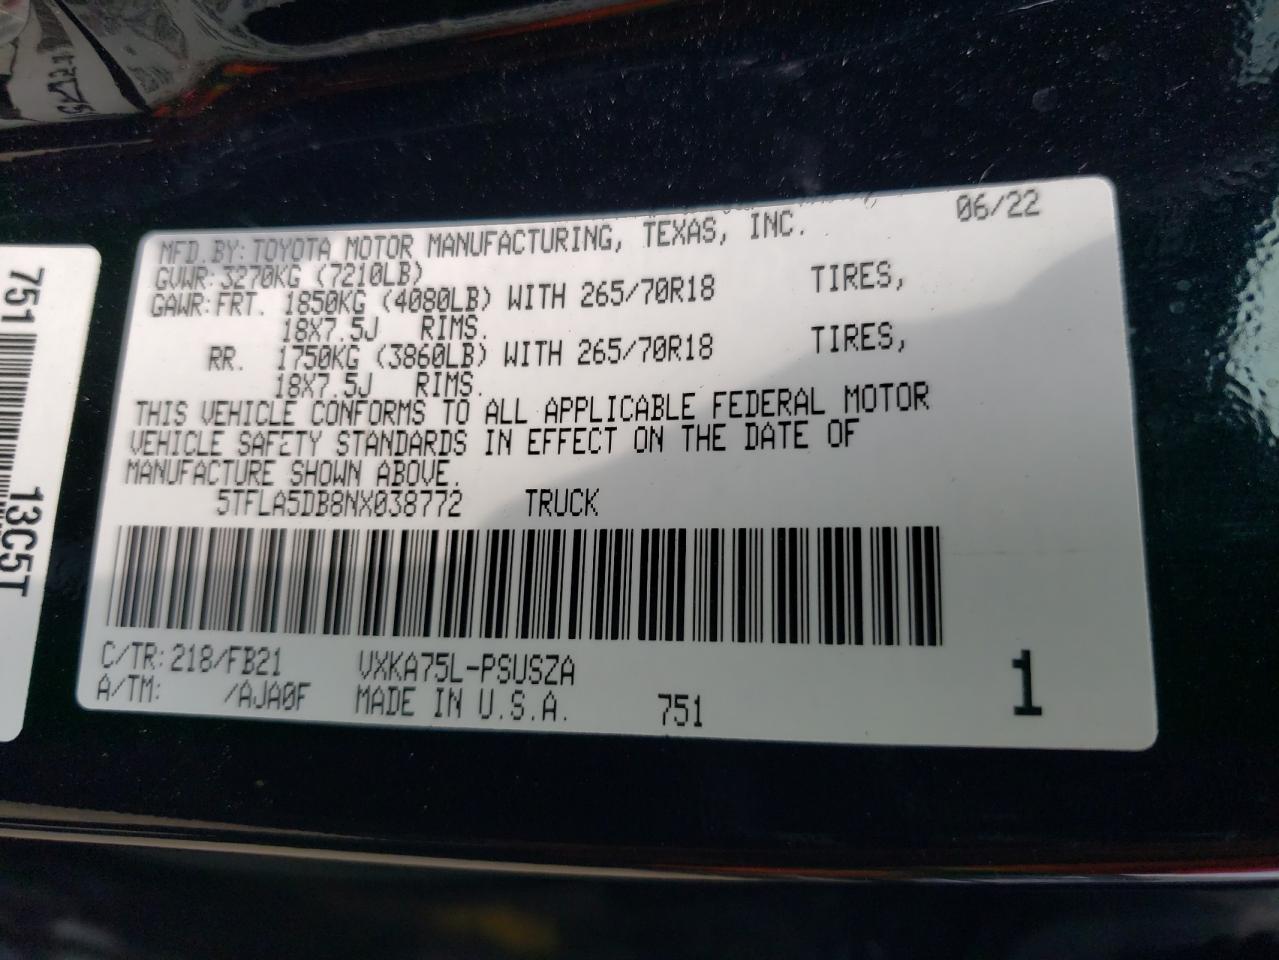 MFD.BY: TOYOTA MOTOR MANUFACTURING, TEXAS, INC. 06/22
GVWR: 3270KG (7210LB)
GAWR: FRT. 1850KG (4080LB) WITH 265/70R18 TIRES,
18X7.5J RIMS.
RR. 1750KG (3860LB) WITH 265/70R18 TIRES,
18X7.5J RIMS.
THIS VEHICLE CONFORMS TO ALL APPLICABLE FEDERAL MOTOR
VEHICLE SAFETY STANDARDS IN EFFECT ON THE DATE OF
MANUFACTURE SHOWN ABOVE.
5TFLA5DB8NX038772 TRUCK
C/TR: 218/FB21 VXKA75L-PSUSZA
A/TM: /AJA0F MADE IN U.S.A. 751 1
751 13C5T